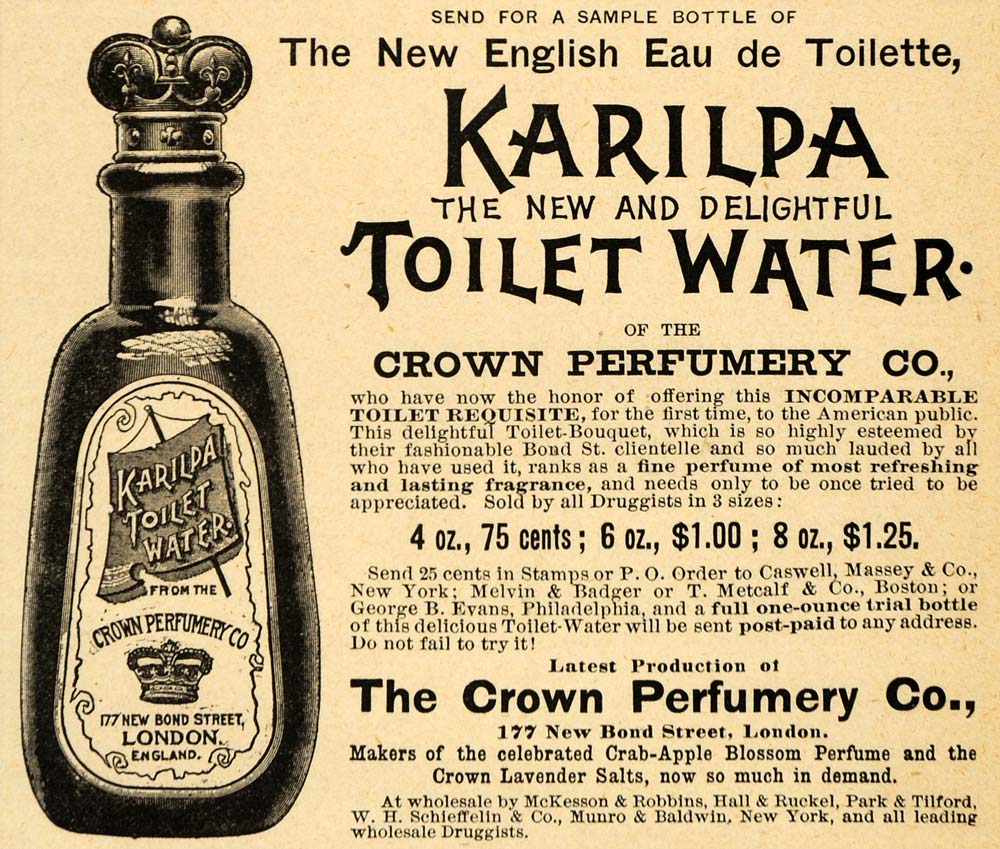 SEND FOR A SAMPLE BOTTLE OF
The New English Eau de Toilette,
KARILPA
THE NEW AND DELIGHTFUL
TOILET WATER.
OF THE
CROWN PERFUMERY CO.,
who have now the honor of offering this INCOMPARABLE
TOILET REQUISITE, for the first time, to the American public.
This delightful Toilet-Bouquet, which is so highly esteemed by
their fashionable Bond St. clientelle and so much lauded by all
who have used it, ranks as a fine perfume of most refreshing
and lasting fragrance, and needs only to be once tried to be
appreciated. Sold by all Druggists in 3 sizes:
4 oz., 75 cents; 6 oz., $1.00; 8 oz., $1.25.
Send 25 cents in Stamps or P. O. Order to Caswell, Massey & Co.,
New York; Melvin & Badger or T. Metcalf & Co., Boston; or
George B. Evans, Philadelphia, and a full one-ounce trial bottle
of this delicious Toilet-Water will be sent post-paid to any address.
Do not fail to try it!
Latest Production of
The Crown Perfumery Co.,
177 New Bond Street, London.
Makers of the celebrated Crab-Apple Blossom Perfume and the
Crown Lavender Salts, now so much in demand.
At wholesale by McKesson & Robbins, Hall & Ruckel, Park & Tilford,
W. H. Schieffelin & Co., Munro & Baldwin, New York, and all leading
wholesale Druggists.
KARILPA
TOILET
WATER.
FROM THE
CROWN PERFUMERY CO
177 NEW BOND STREET,
LONDON.
ENGLAND.